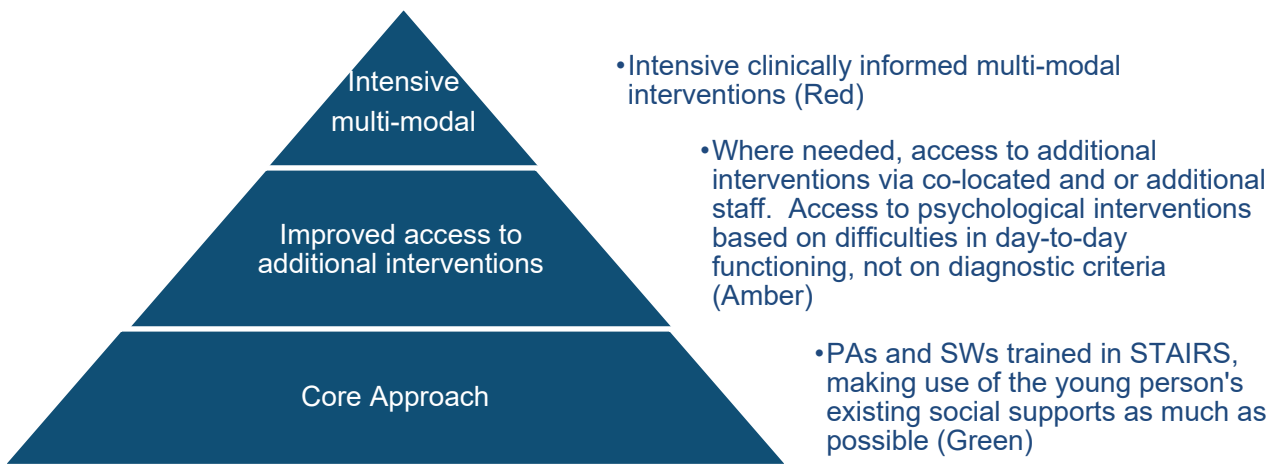 Intensive
multi-modal
•Intensive clinically informed multi-modal
interventions (Red)
Improved access to
additional interventions
•Where needed, access to additional
interventions via co-located and or additional
staff.  Access to psychological interventions
based on difficulties in day-to-day
functioning, not on diagnostic criteria
(Amber)
Core Approach
•PAs and SWs trained in STAIRS,
making use of the young person's
existing social supports as much as
possible (Green)